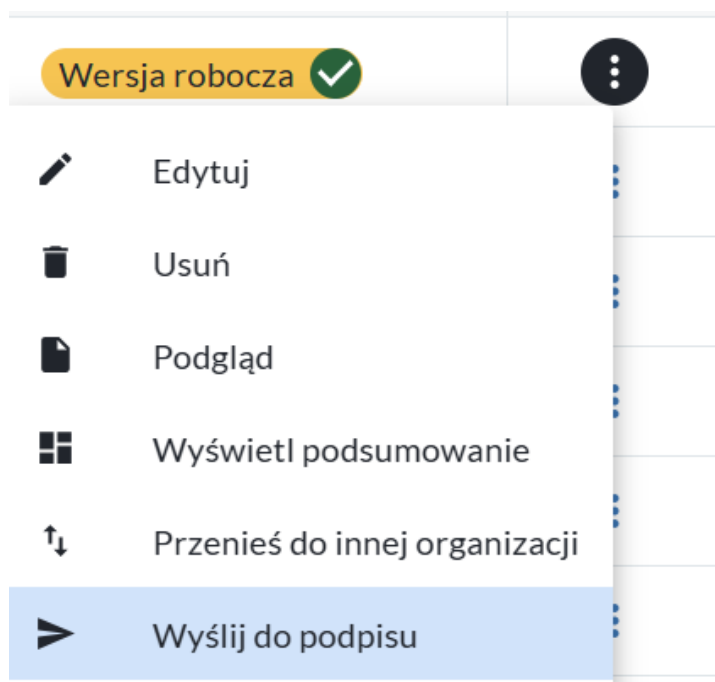 Wersja robocza
Edytuj
Usuń
Podgląd
Wyświetl podsumowanie
Przenieś do innej organizacji
Wyślij do podpisu